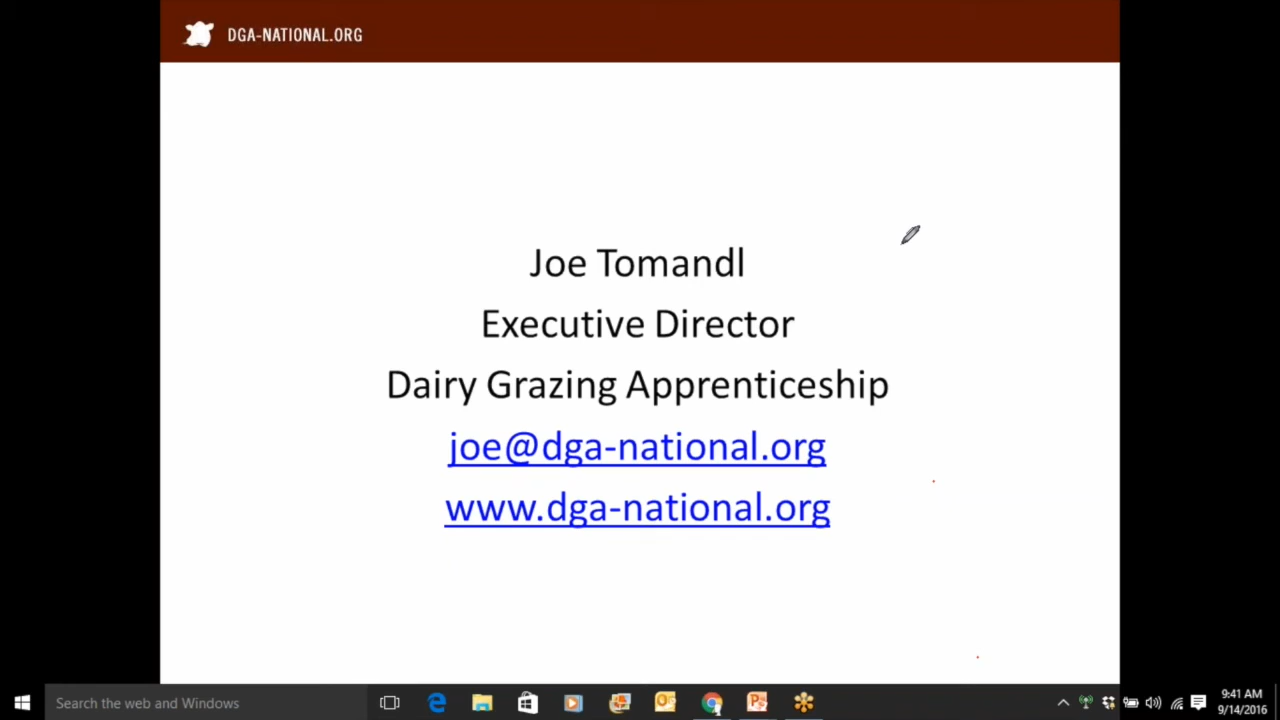 DGA-NATIONAL.ORG
Joe Tomandl
Executive Director
Dairy Grazing Apprenticeship
joe@dga-national.org
www.dga-national.org
Search the web and Windows
9:41 AM
9/14/2016